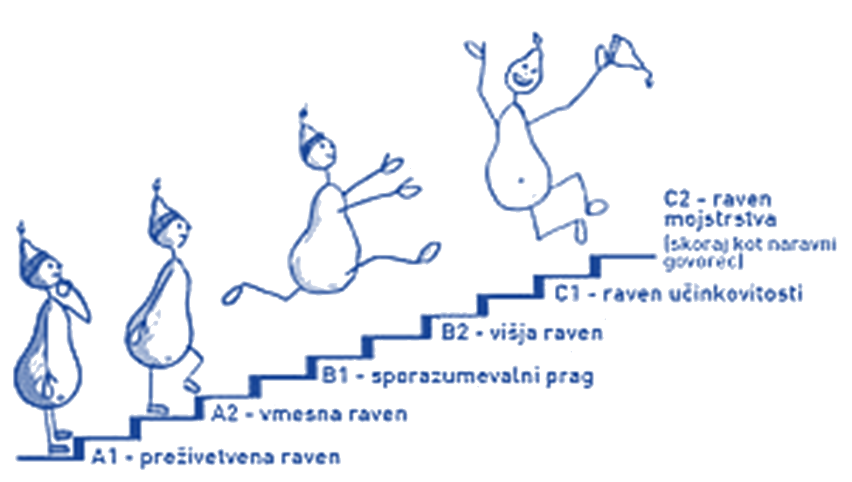 C2 - raven
mojstrstva
(skoraj kot naravni
govorec)
C1 - raven učinkovitosti
B2 - višja raven
B1 - sporazumevalni prag
A2 - vmesna raven
A1 - preživetvena raven